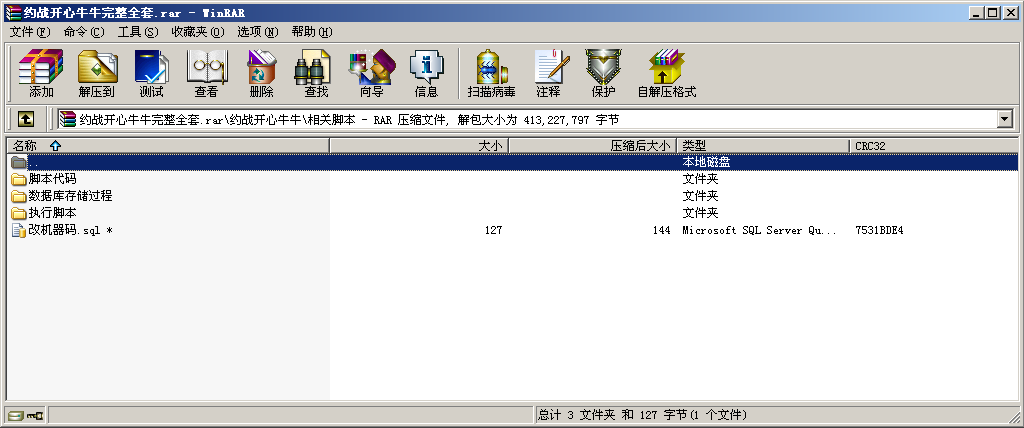 约战开心牛牛完整全套.rar - WinRAR
文件(F) 命令(C) 工具(S) 收藏夹(O) 选项(N) 帮助(H)
添加 解压到 测试 查看 删除 查找 向导 信息 扫描病毒 注释 保护 自解压格式
约战开心牛牛完整全套.rar\约战开心牛牛\相关脚本 - RAR 压缩文件, 解包大小为 413,227,797 字节
名称 大小 压缩后大小 类型 CRC32
.. 本地磁盘
脚本代码 文件夹
数据库存储过程 文件夹
执行脚本 文件夹
改机器码.sql * 127 144 Microsoft SQL Server Qu... 7531BDE4
总计 3 文件夹 和 127 字节(1 个文件)